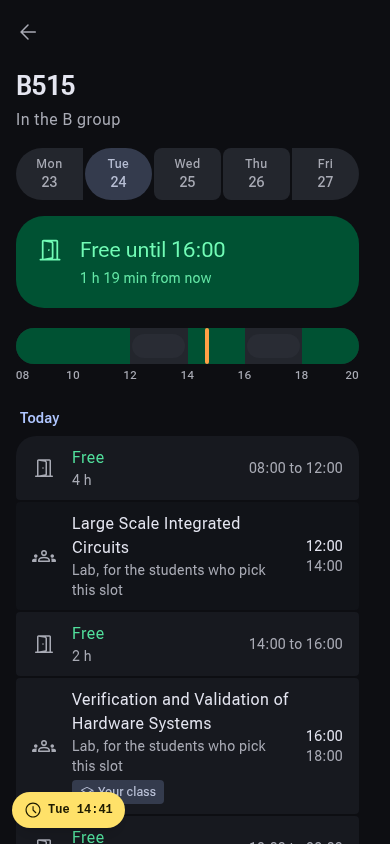 B515
In the B group
Mon
23
Tue
24
Wed
25
Thu
26
Fri
27
Free until 16:00
1 h 19 min from now
08 10 12 14 16 18 20
Today
Free
4 h
08:00 to 12:00
Large Scale Integrated
Circuits
Lab, for the students who pick
this slot
12:00
14:00
Free
2 h
14:00 to 16:00
Verification and Validation of
Hardware Systems
Lab, for the students who pick
this slot
16:00
18:00
Your class
Tue 14:41
Free